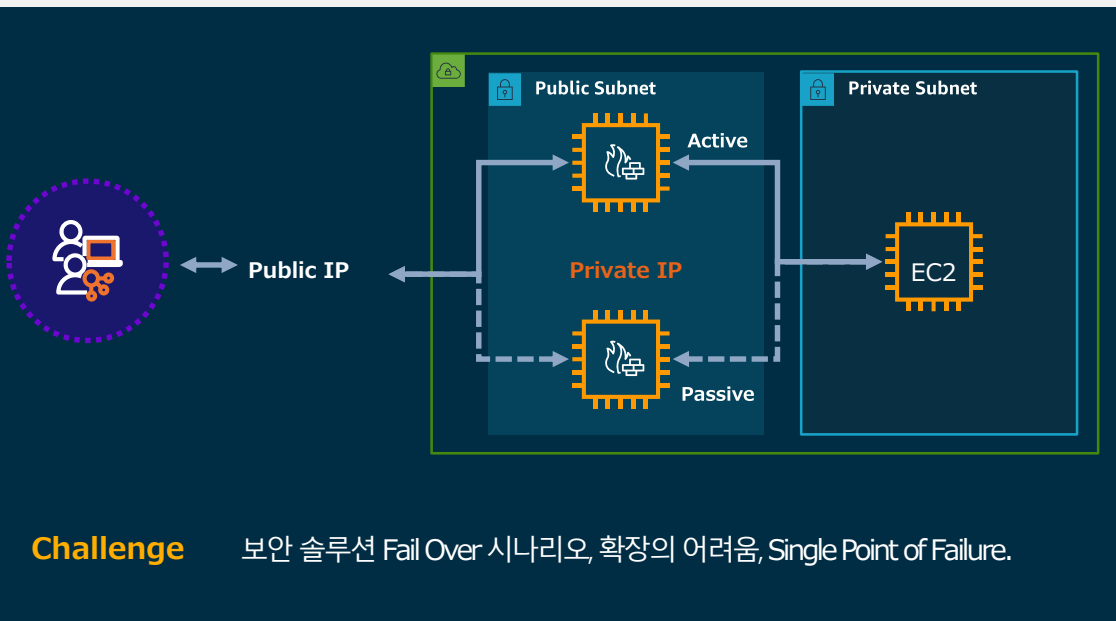 Public Subnet
Private Subnet
Active
Public IP
Private IP
EC2
Passive
Challenge 보안 솔루션 Fail Over 시나리오, 확장의 어려움, Single Point of Failure.